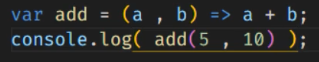 var add = (a , b) => a + b;
console.log( add(5 , 10) );